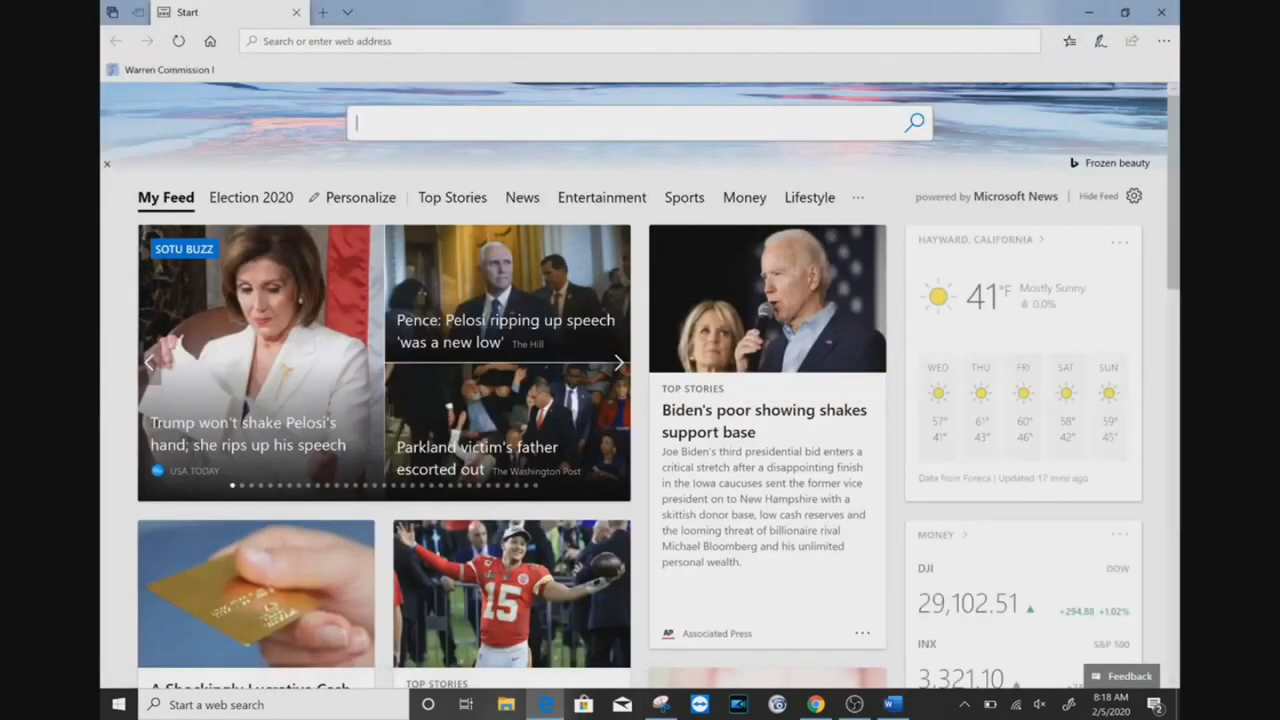 Start
Search or enter web address
Warren Commission I
Frozen beauty
My Feed Election 2020 Personalize Top Stories News Entertainment Sports Money Lifestyle ...
powered by Microsoft News Hide Feed
SOTU BUZZ
Trump won't shake Pelosi's
hand; she rips up his speech
USA TODAY
Pence: Pelosi ripping up speech
'was a new low' The Hill
Parkland victim's father
escorted out The Washington Post
TOP STORIES
Biden's poor showing shakes
support base
Joe Biden's third presidential bid enters a
critical stretch after a disappointing finish
in the Iowa caucuses sent the former vice
president on to New Hampshire with a
skittish donor base, low cash reserves and
the looming threat of billionaire rival
Michael Bloomberg and his unlimited
personal wealth.
AP Associated Press
HAYWARD, CALIFORNIA
41°F Mostly Sunny
0.0%
WED THU FRI SAT SUN
57° 61° 60° 58° 59°
41° 43° 46° 42° 45°
Data from Foreca | Updated 17 mins ago
MONEY
DJI DOW
29,102.51 +294.88 +1.02%
INX S&P 500
3,321.10
Feedback
15
A Shockingly Lucrative Cash
TOP STORIES
Start a web search
8:18 AM
2/5/2020
2